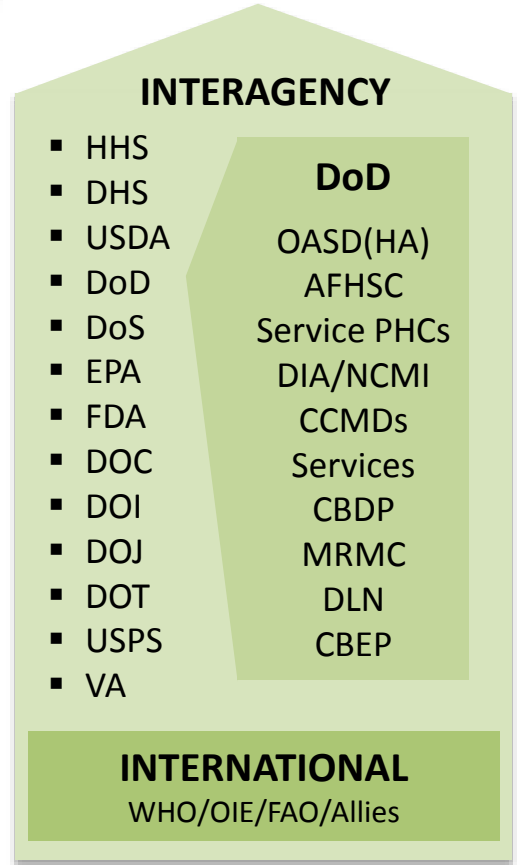 INTERAGENCY
▪ HHS
▪ DHS
▪ USDA
▪ DoD
▪ DoS
▪ EPA
▪ FDA
▪ DOC
▪ DOI
▪ DOJ
▪ DOT
▪ USPS
▪ VA
DoD
OASD(HA)
AFHSC
Service PHCs
DIA/NCMI
CCMDs
Services
CBDP
MRMC
DLN
CBEP
INTERNATIONAL
WHO/OIE/FAO/Allies